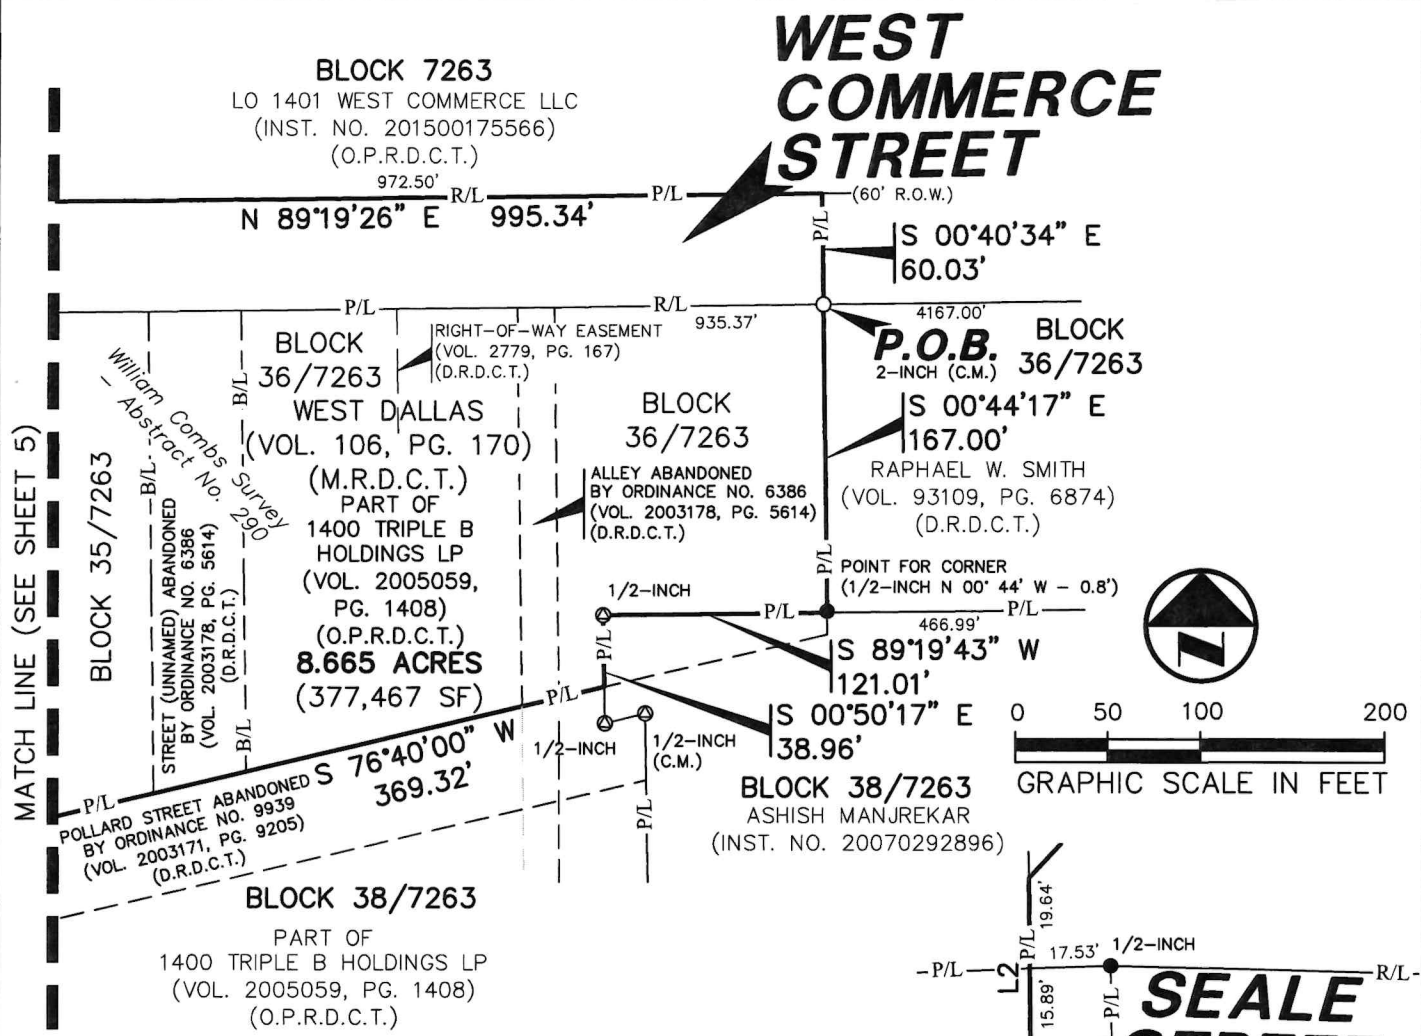 WEST
COMMERCE
STREET
BLOCK 7263
LO 1401 WEST COMMERCE LLC
(INST. NO. 201500175566)
(O.P.R.D.C.T.)
972.50'
R/L
P/L
(60' R.O.W.)
N 89°19'26" E 995.34'
P/L
S 00°40'34" E
60.03'
P/L
R/L
935.37'
4167.00'
P.O.B.
2-INCH (C.M.)
BLOCK
36/7263
RIGHT-OF-WAY EASEMENT
(VOL. 2779, PG. 167)
(D.R.D.C.T.)
BLOCK
36/7263
B/L
William Combs Survey
- Abstract No. 290
WEST DALLAS
(VOL. 106, PG. 170)
(M.R.D.C.T.)
PART OF
1400 TRIPLE B
HOLDINGS LP
(VOL. 2005059,
PG. 1408)
(O.P.R.D.C.T.)
8.665 ACRES
(377,467 SF)
BLOCK
36/7263
S 00°44'17" E
167.00'
RAPHAEL W. SMITH
(VOL. 93109, PG. 6874)
(D.R.D.C.T.)
ALLEY ABANDONED
BY ORDINANCE NO. 6386
(VOL. 2003178, PG. 5614)
(D.R.D.C.T.)
MATCH LINE (SEE SHEET 5)
BLOCK 35/7263
B/L
STREET (UNNAMED) ABANDONED
BY ORDINANCE NO. 6386
(VOL 2003178, PG. 5614)
(D.R.D.C.T.)
B/L
P/L
POINT FOR CORNER
(1/2-INCH N 00° 44' W - 0.8')
1/2-INCH
P/L
P/L
466.99'
P/L
S 89°19'43" W
121.01'
P/L
S 00°50'17" E
38.96'
1/2-INCH
1/2-INCH
(C.M.)
P/L
S 76°40'00" W
369.32'
P/L
POLLARD STREET ABANDONED
BY ORDINANCE NO. 9939
(VOL. 2003171, PG. 9205)
(D.R.D.C.T.)
BLOCK 38/7263
ASHISH MANJREKAR
(INST. NO. 20070292896)
BLOCK 38/7263
PART OF
1400 TRIPLE B HOLDINGS LP
(VOL. 2005059, PG. 1408)
(O.P.R.D.C.T.)
N
0 50 100 200
GRAPHIC SCALE IN FEET
19.64'
P/L
17.53'
1/2-INCH
P/L
L2
R/L
15.89'
P/L
SEALE
STREET